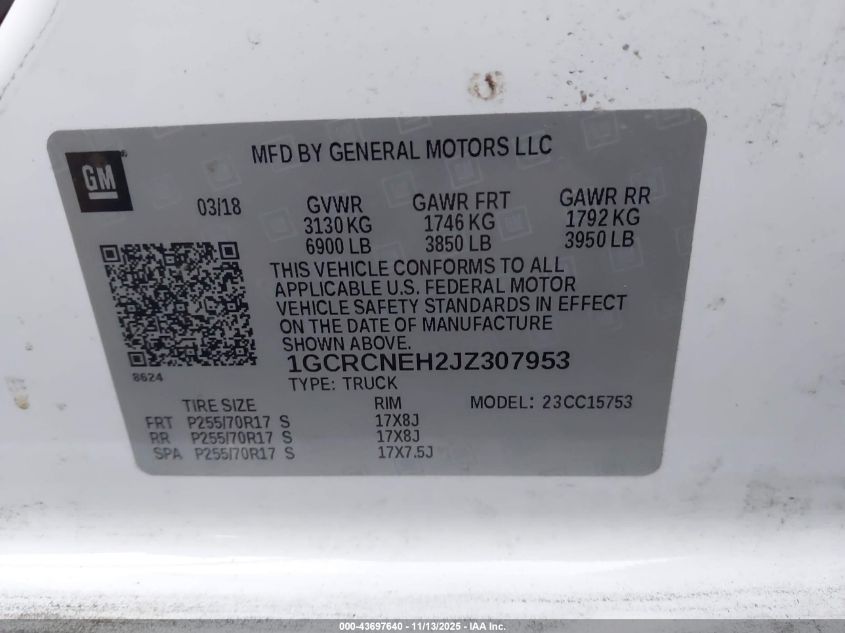 MFD BY GENERAL MOTORS LLC
GM
03/18
GVWR GAWR FRT GAWR RR
3130 KG 1746 KG 1792 KG
6900 LB 3850 LB 3950 LB
THIS VEHICLE CONFORMS TO ALL
APPLICABLE U.S. FEDERAL MOTOR
VEHICLE SAFETY STANDARDS IN EFFECT
ON THE DATE OF MANUFACTURE
SHOWN ABOVE.
1GCRCNEH2JZ307953
8624
TYPE: TRUCK
TIRE SIZE RIM MODEL: 23CC15753
FRT P255/70R17 S 17X8J
RR P255/70R17 S 17X8J
SPA P255/70R17 S 17X7.5J
000-43697640 - 11/13/2025 - IAA Inc.